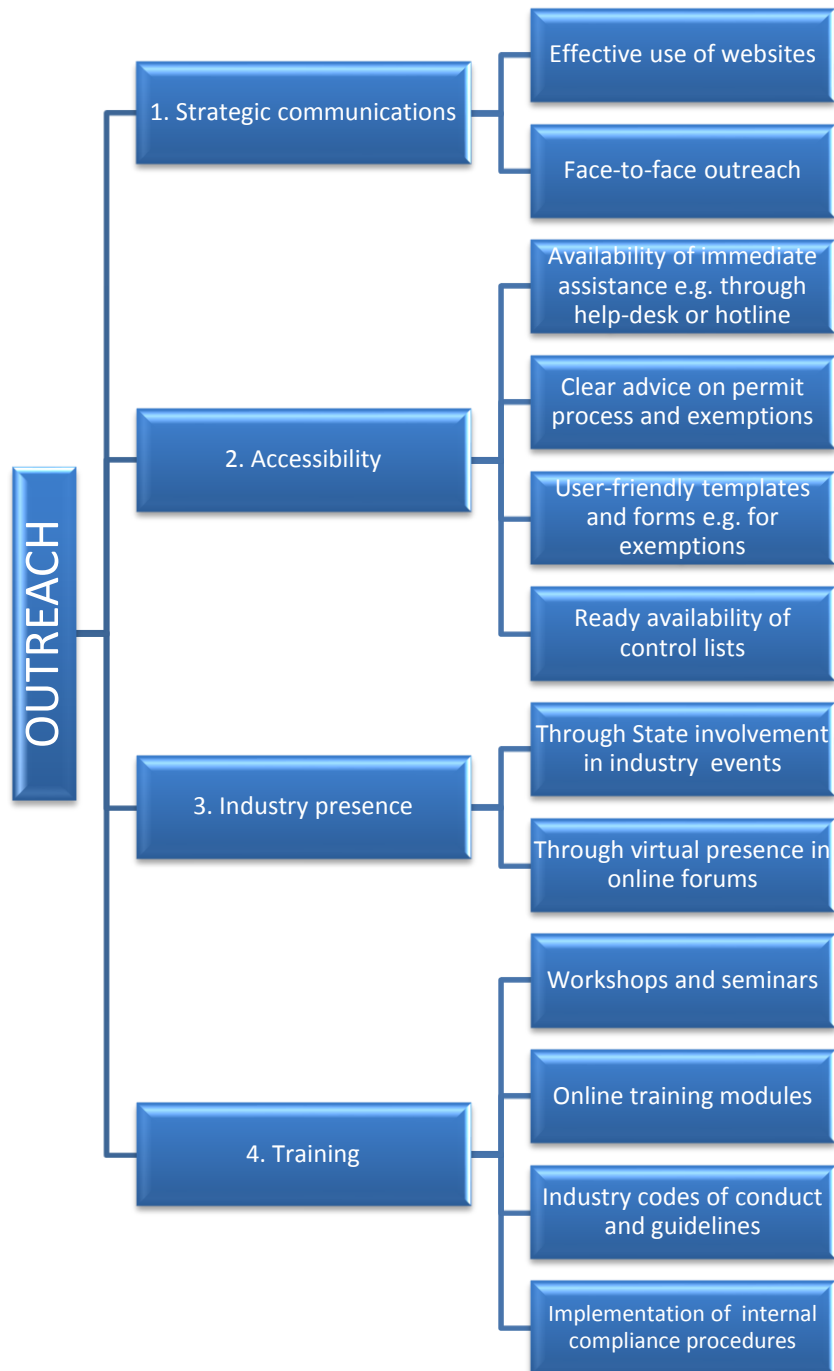 OUTREACH
1. Strategic communications
Effective use of websites
Face-to-face outreach
2. Accessibility
Availability of immediate
assistance e.g. through
help-desk or hotline
Clear advice on permit
process and exemptions
User-friendly templates
and forms e.g. for
exemptions
Ready availability of
control lists
3. Industry presence
Through State involvement
in industry events
Through virtual presence in
online forums
4. Training
Workshops and seminars
Online training modules
Industry codes of conduct
and guidelines
Implementation of internal
compliance procedures